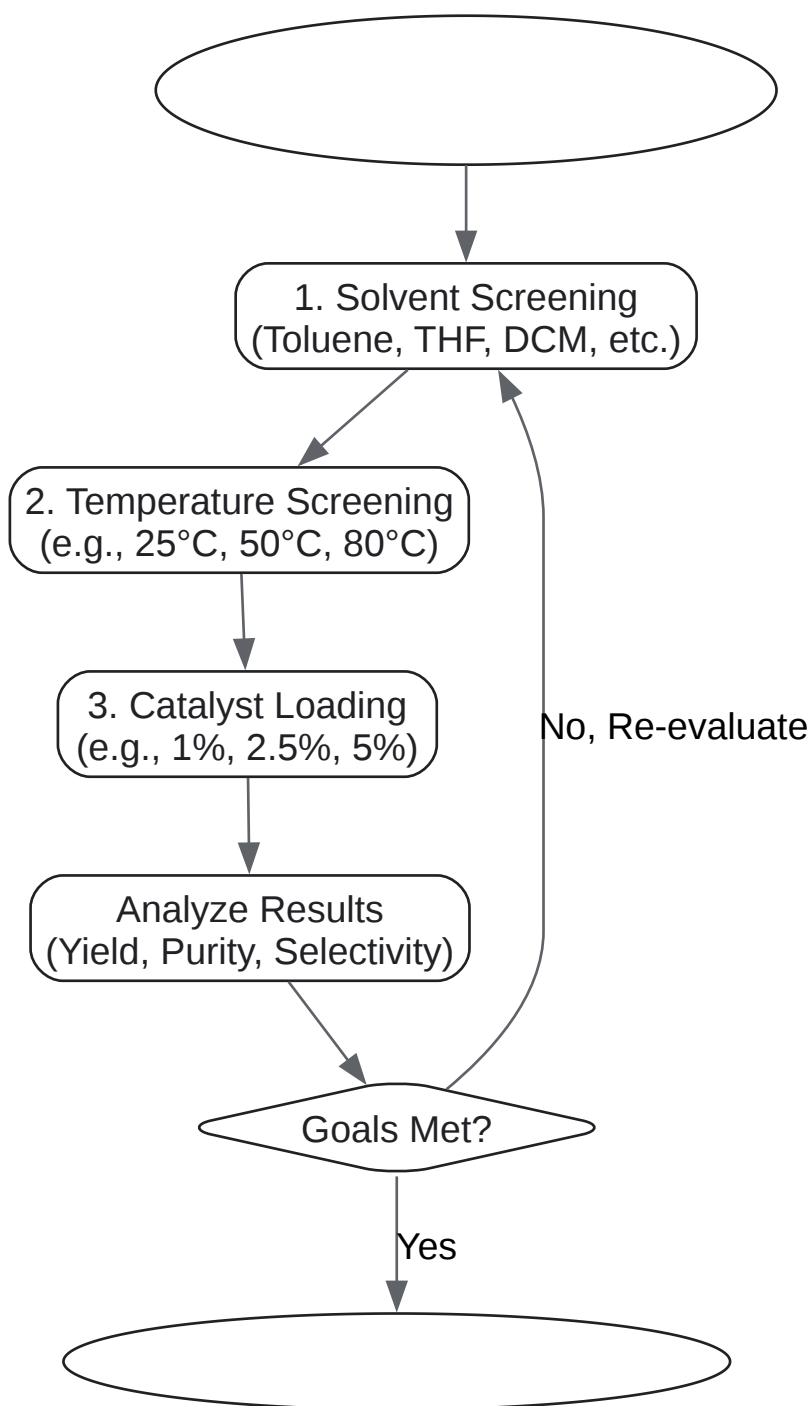 1. Solvent Screening
(Toluene, THF, DCM, etc.)
2. Temperature Screening
(e.g., 25°C, 50°C, 80°C)
3. Catalyst Loading
(e.g., 1%, 2.5%, 5%)
No, Re-evaluate
Analyze Results
(Yield, Purity, Selectivity)
Goals Met?
Yes